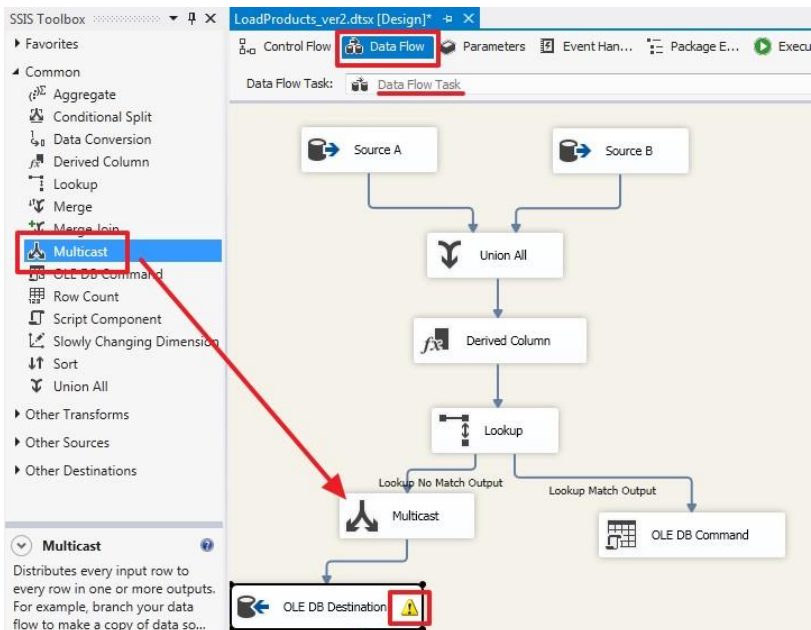 SSIS Toolbox
LoadProducts_ver2.dtsx [Design]*
Control Flow
Data Flow
Parameters
Event Han...
Package E...
Execu
Data Flow Task:
Data Flow Task
Favorites
Common
Aggregate
Conditional Split
Data Conversion
Derived Column
Lookup
Merge
Merge Join
Multicast
OLE DB Command
Row Count
Script Component
Slowly Changing Dimension
Sort
Union All
Other Transforms
Other Sources
Other Destinations
Multicast
Distributes every input row to
every row in one or more outputs.
For example, branch your data
flow to make a copy of data so...
Source A
Source B
Union All
Derived Column
Lookup
Lookup No Match Output
Lookup Match Output
Multicast
OLE DB Command
OLE DB Destination